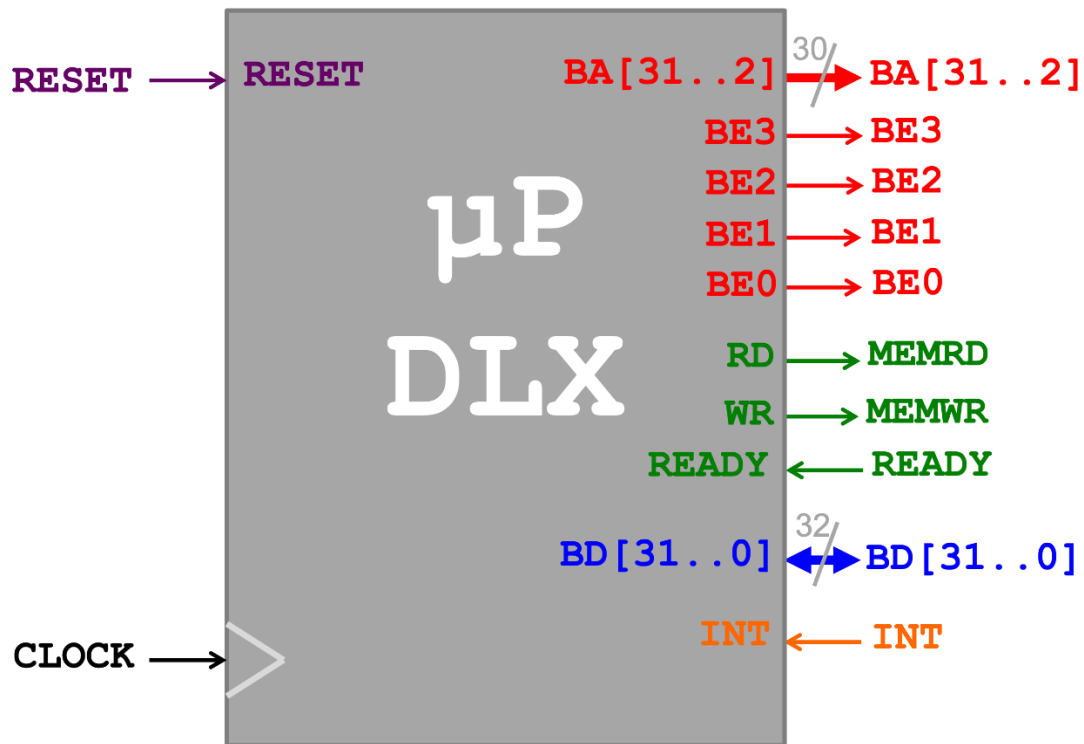 30
RESET RESET BA[31..2] BA[31..2]
BE3 BE3
BE2 BE2
µP
BE1 BE1
BE0 BE0
RD MEMRD
DLX
WR MEMWR
READY READY
32
BD[31..0] BD[31..0]
INT INT
CLOCK